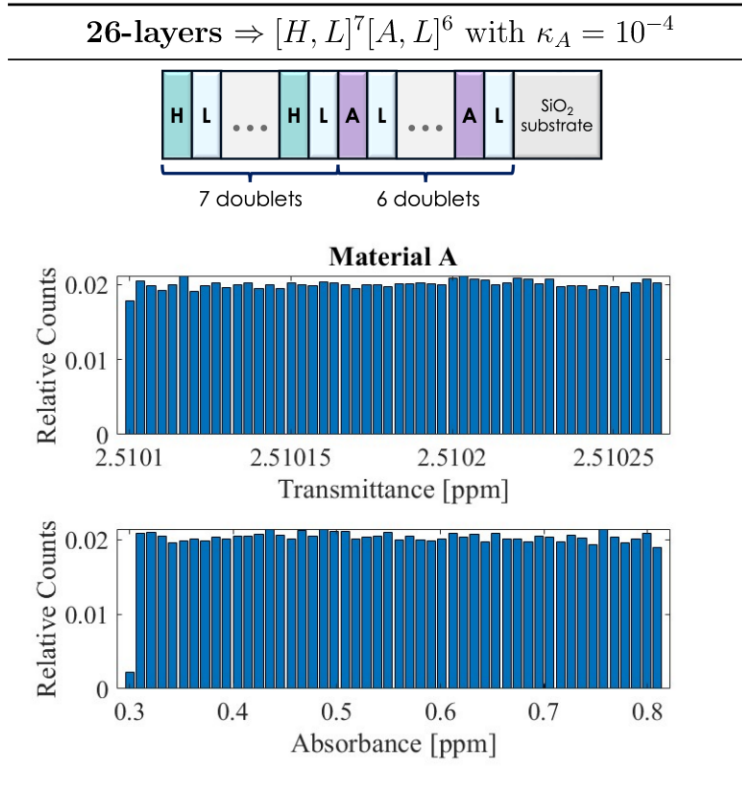 26-layers ⇒ [H, L]⁷[A, L]⁶ with κ_A = 10⁻⁴
H L ... H L A L ... A L SiO₂ substrate
7 doublets 6 doublets
Material A
Relative Counts
0.02
0.01
0
2.5101 2.51015 2.5102 2.51025
Transmittance [ppm]
Relative Counts
0.02
0.01
0
0.3 0.4 0.5 0.6 0.7 0.8
Absorbance [ppm]